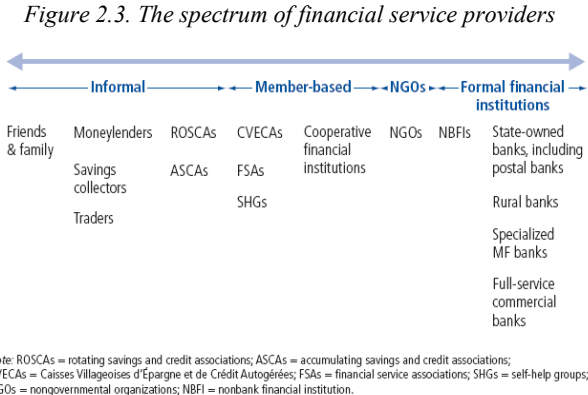 Figure 2.3. The spectrum of financial service providers
Informal Member-based NGOs Formal financial
institutions
Friends
& family
Moneylenders
Savings
collectors
Traders
ROSCAs
ASCAs
CVECAs
FSAs
SHGs
Cooperative
financial
institutions
NGOs
NBFIs
State-owned
banks, including
postal banks
Rural banks
Specialized
MF banks
Full-service
commercial
banks
te: ROSCAs = rotating savings and credit associations; ASCAs = accumulating savings and credit associations;
VECAs = Caisses Villageoises d'Épargne et de Crédit Autogérées; FSAs = financial service associations; SHGs = self-help groups;
GOs = nongovernmental organizations; NBFI = nonbank financial institution.